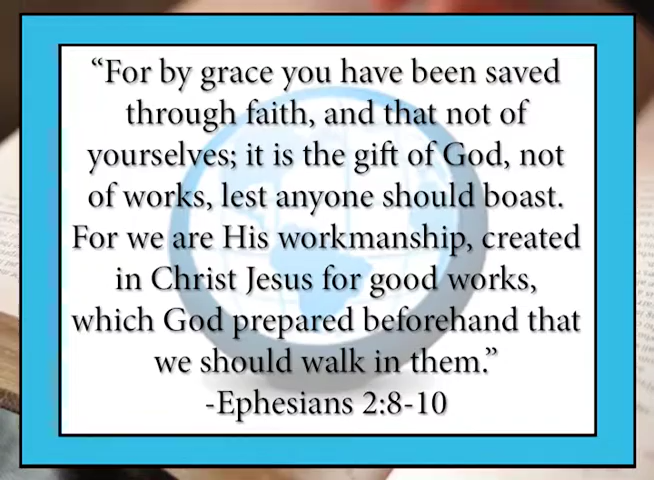 “For by grace you have been saved
through faith, and that not of
yourselves; it is the gift of God, not
of works, lest anyone should boast.
For we are His workmanship, created
in Christ Jesus for good works,
which God prepared beforehand that
we should walk in them.”
-Ephesians 2:8-10